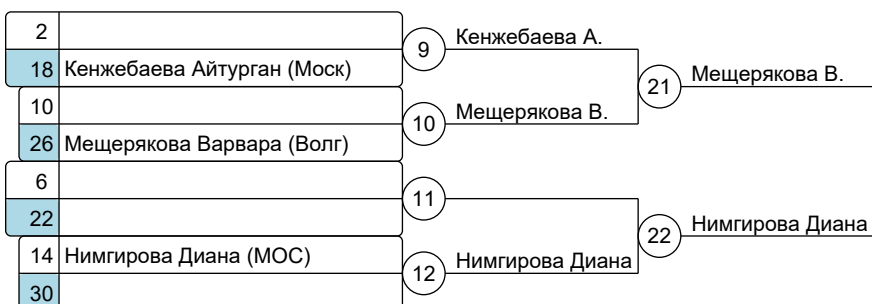 2
9
Кенжебаева А.
18 Кенжебаева Айтурган (Моск)
21
Мещерякова В.
10
10
Мещерякова В.
26 Мещерякова Варвара (Волг)
6
11
22
22
Нимгирова Диана
14 Нимгирова Диана (МОС)
12
Нимгирова Диана
30